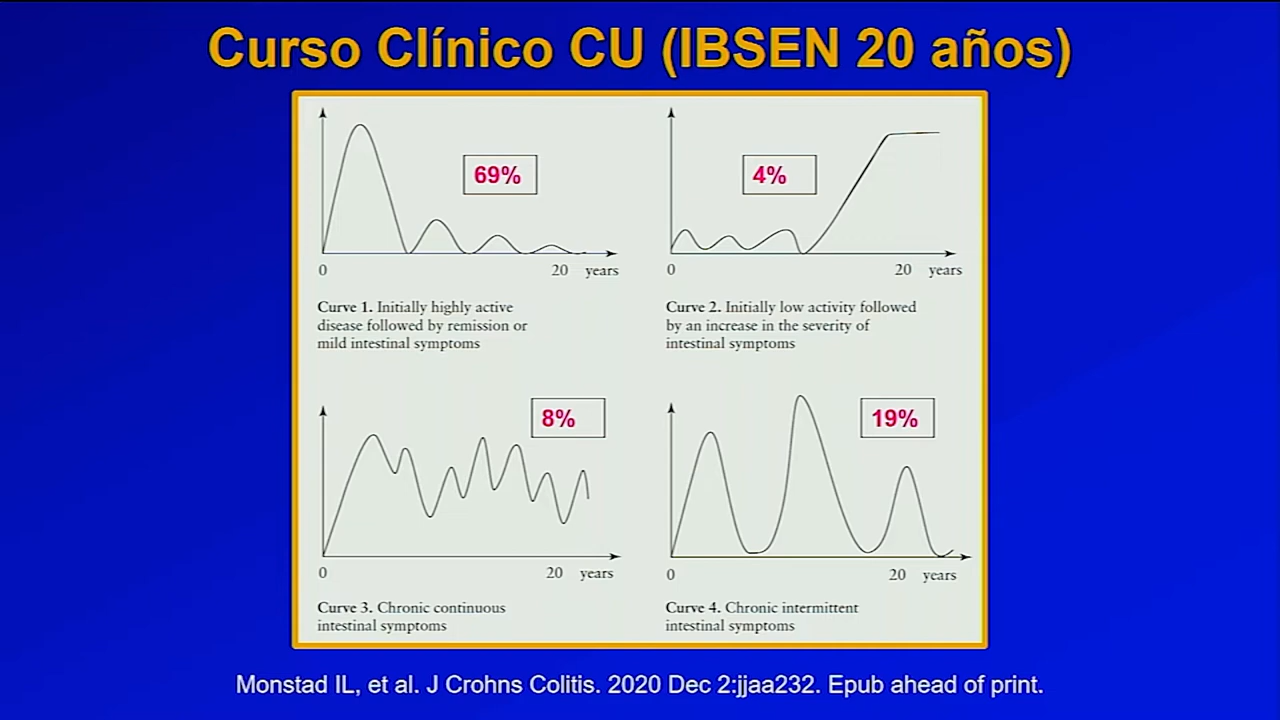 Curso Clínico CU (IBSEN 20 años)
69%
0 20 years
Curve 1. Initially highly active
disease followed by remission or
mild intestinal symptoms
4%
0 20 years
Curve 2. Initially low activity followed
by an increase in the severity of
intestinal symptoms
8%
0 20 years
Curve 3. Chronic continuous
intestinal symptoms
19%
0 20 years
Curve 4. Chronic intermittent
intestinal symptoms
Monstad IL, et al. J Crohns Colitis. 2020 Dec 2:jjaa232. Epub ahead of print.